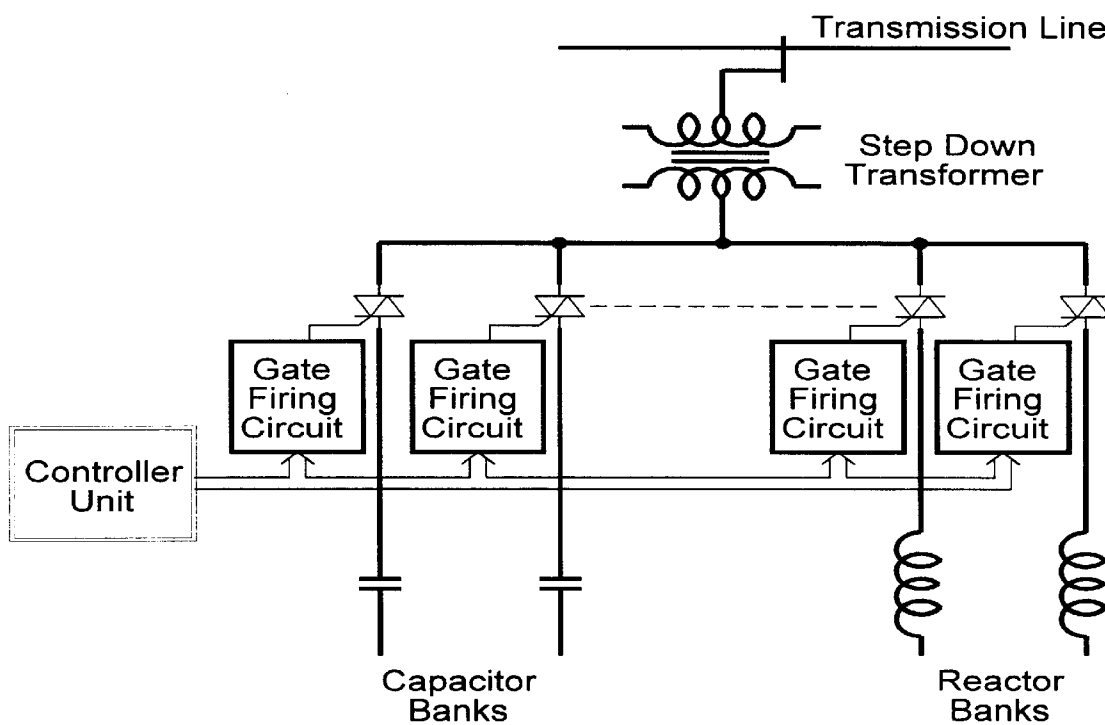 Transmission Line
Step Down
Transformer
Gate
Firing
Circuit
Gate
Firing
Circuit
Gate
Firing
Circuit
Gate
Firing
Circuit
Controller
Unit
Capacitor
Banks
Reactor
Banks